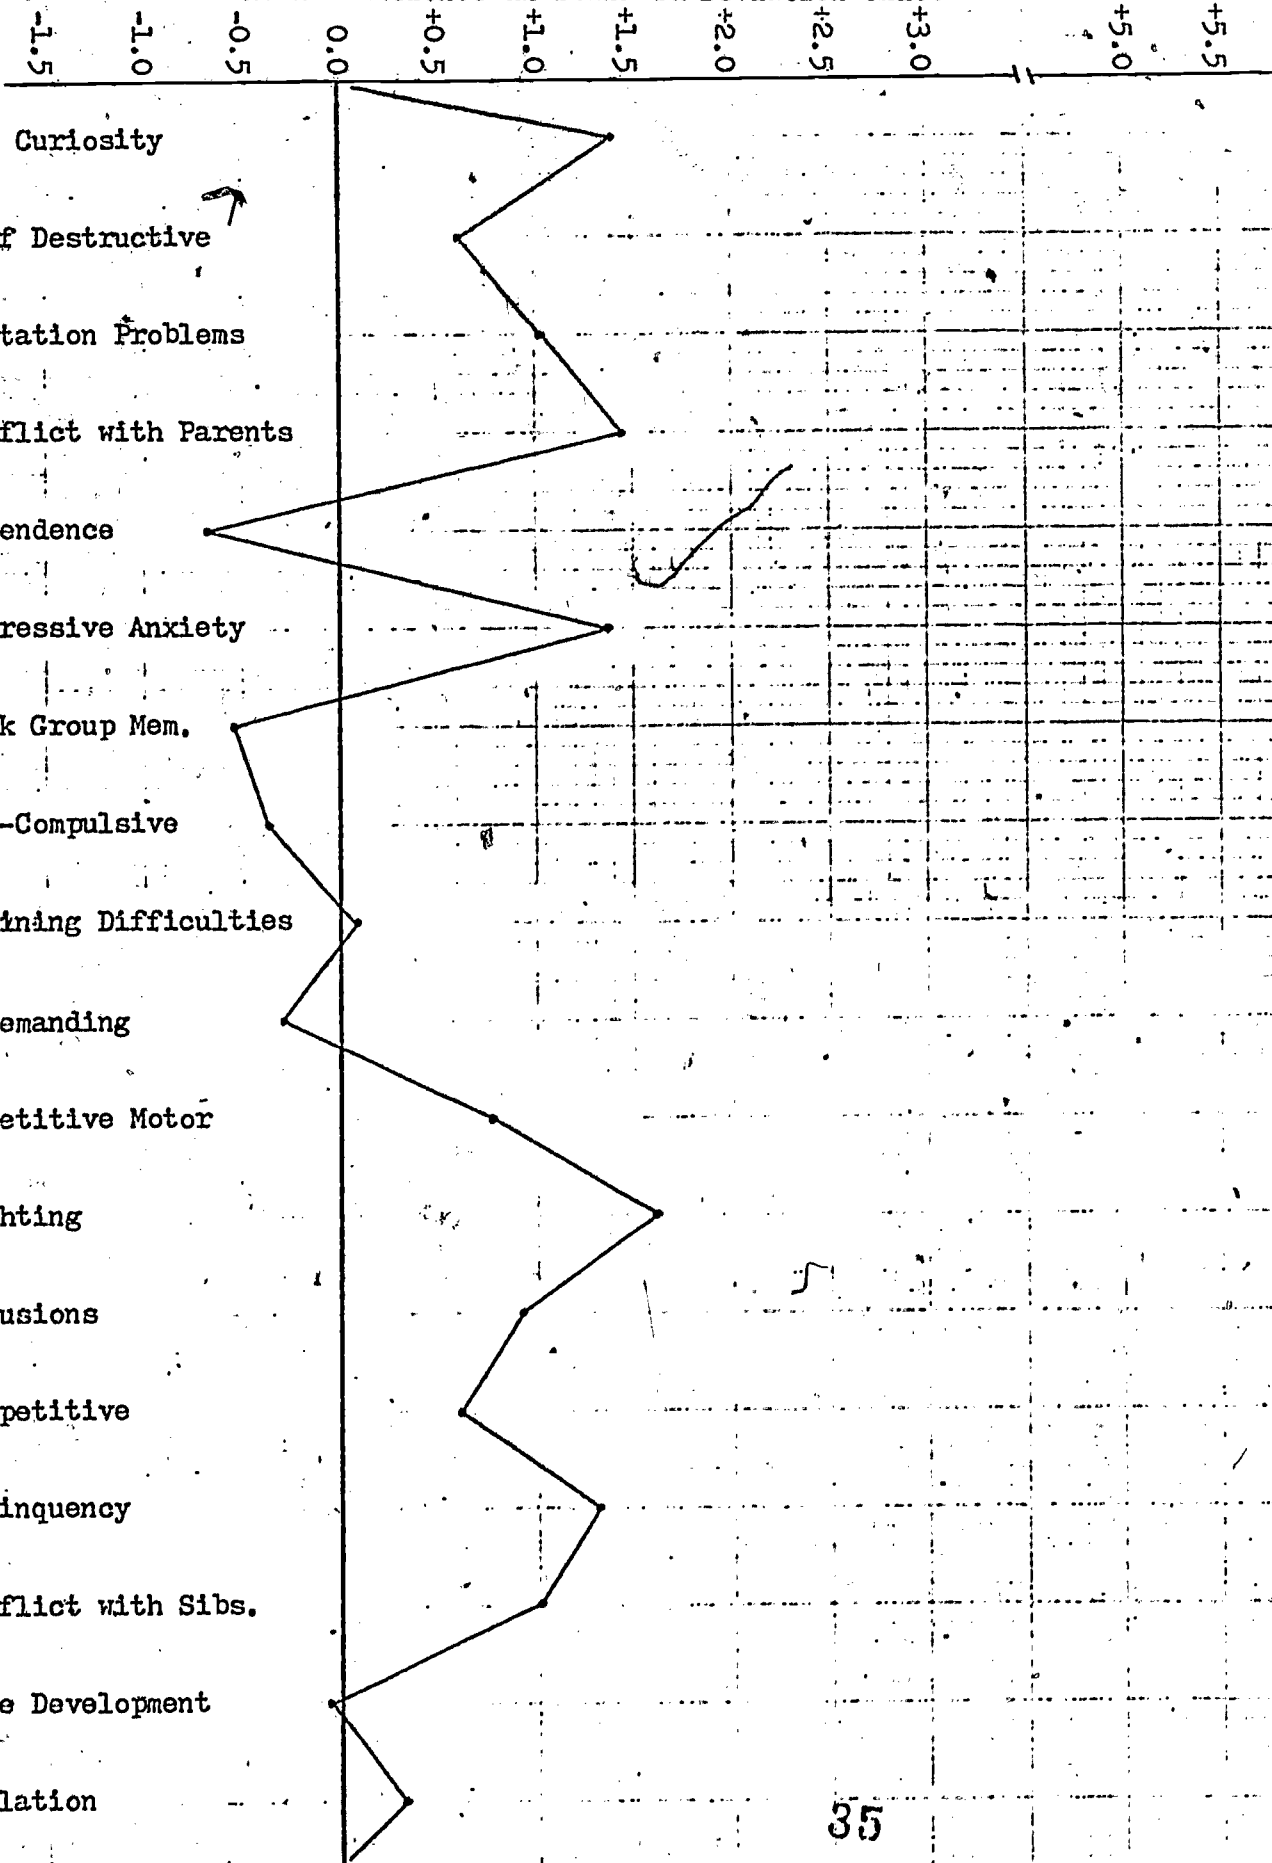 -1.5 -1.0 -0.5 0.0 +0.5 +1.0 +1.5 +2.0 +2.5 +3.0 +5.0 +5.5
Curiosity
f Destructive
tation Problems
flict with Parents
endence
ressive Anxiety
k Group Mem.
-Compulsive
ining Difficulties
emanding
etitive Motor
hting
usions
petitive
inquency
flict with Sibs.
e Development
lation
35